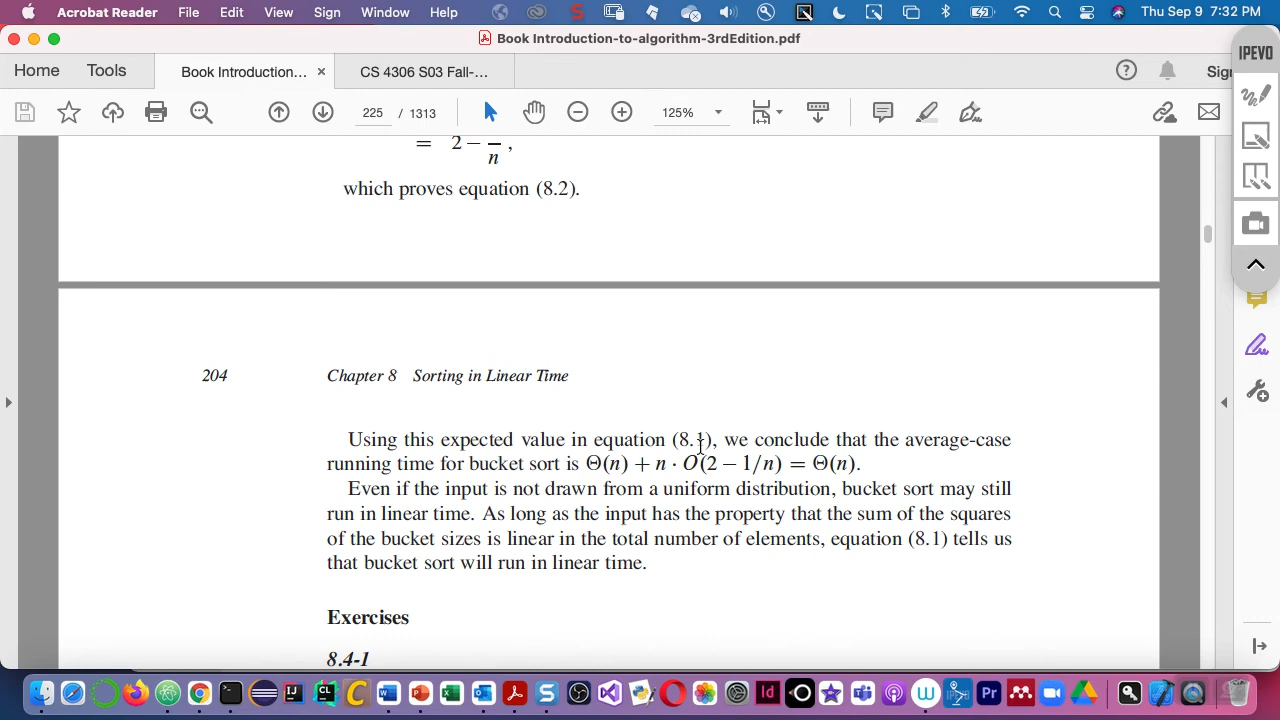 Acrobat Reader File Edit View Sign Window Help Thu Sep 9 7:32 PM
Book Introduction-to-algorithm-3rdEdition.pdf
IPEVO
Home Tools Book Introduction... × CS 4306 S03 Fall-... Sig
225 / 1313 125%
= 2 − n ,
which proves equation (8.2).
204 Chapter 8 Sorting in Linear Time
Using this expected value in equation (8.1), we conclude that the average-case
running time for bucket sort is Θ(n) + n · O(2 − 1/n) = Θ(n).
Even if the input is not drawn from a uniform distribution, bucket sort may still
run in linear time. As long as the input has the property that the sum of the squares
of the bucket sizes is linear in the total number of elements, equation (8.1) tells us
that bucket sort will run in linear time.
Exercises
8.4-1